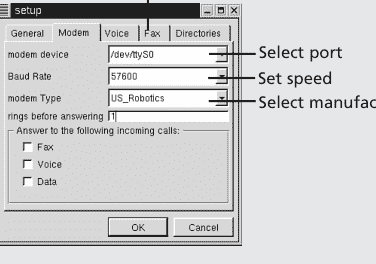 setup
General Modem Voice Fax Directories
modem device /dev/ttyS0 Select port
Baud Rate 57600 Set speed
modem Type US_Robotics Select manufac
rings before answering 1
Answer to the following incoming calls:
Fax
Voice
Data
OK Cancel